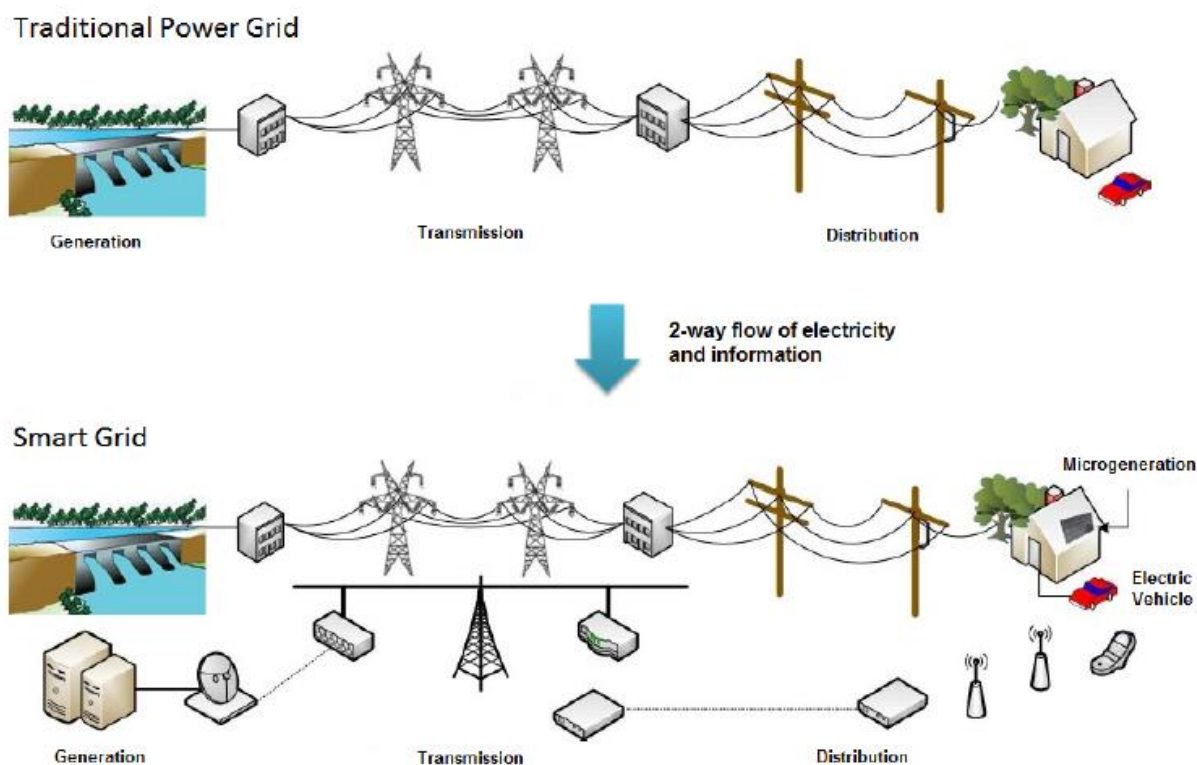 Traditional Power Grid
Generation
Transmission
Distribution
2-way flow of electricity
and information
Smart Grid
Microgeneration
Electric
Vehicle
Generation
Transmission
Distribution